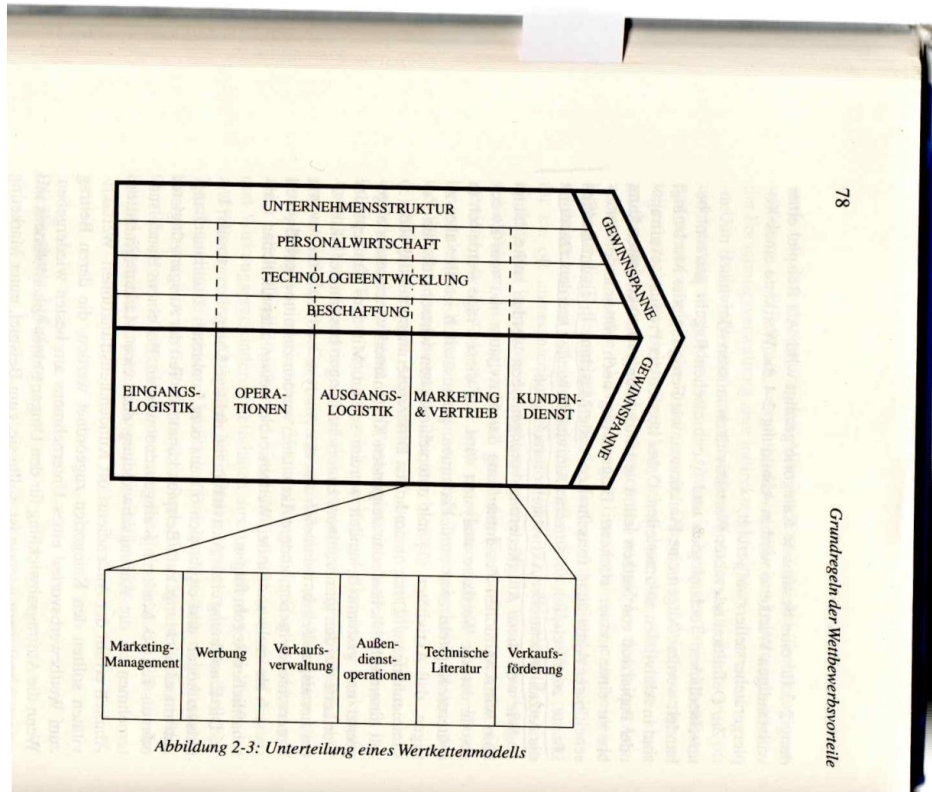 78
Grundregeln der Wettbewerbsvorteile
UNTERNEHMENSSTRUKTUR
PERSONALWIRTSCHAFT
TECHNOLOGIEENTWICKLUNG
BESCHAFFUNG
GEWINNSPANNE
GEWINNSPANNE
EINGANGS-
LOGISTIK
OPERA-
TIONEN
AUSGANGS-
LOGISTIK
MARKETING
& VERTRIEB
KUNDEN-
DIENST
Marketing-
Management
Werbung
Verkaufs-
verwaltung
Außen-
dienst-
operationen
Technische
Literatur
Verkaufs-
förderung
Abbildung 2-3: Unterteilung eines Wertkettenmodells